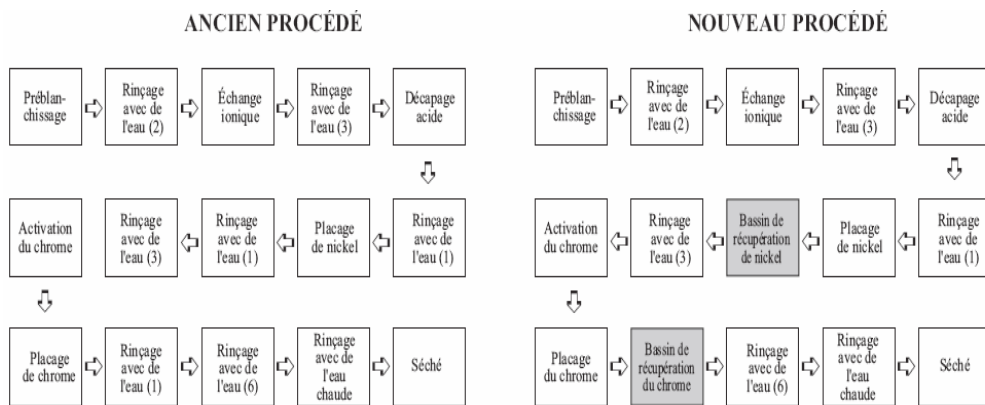 ANCIEN PROCÉDÉ
Préblan-
chissage
Rinçage
avec de
l'eau (2)
Échange
ionique
Rinçage
avec de
l'eau (3)
Décapage
acide
Activation
du chrome
Rinçage
avec de
l'eau (3)
Rinçage
avec de
l'eau (1)
Placage
de nickel
Rinçage
avec de
l'eau (1)
Placage
de chrome
Rinçage
avec de
l'eau (1)
Rinçage
avec de
l'eau (6)
Rinçage
avec de
l'eau
chaude
Séché
NOUVEAU PROCÉDÉ
Préblan-
chissage
Rinçage
avec de
l'eau (2)
Échange
ionique
Rinçage
avec de
l'eau (3)
Décapage
acide
Activation
du chrome
Rinçage
avec de
l'eau (3)
Bassin de
récupération
de nickel
Placage
de nickel
Rinçage
avec de
l'eau (1)
Placage
du chrome
Bassin de
récupération
du chrome
Rinçage
avec de
l'eau (6)
Rinçage
avec de
l'eau
chaude
Séché